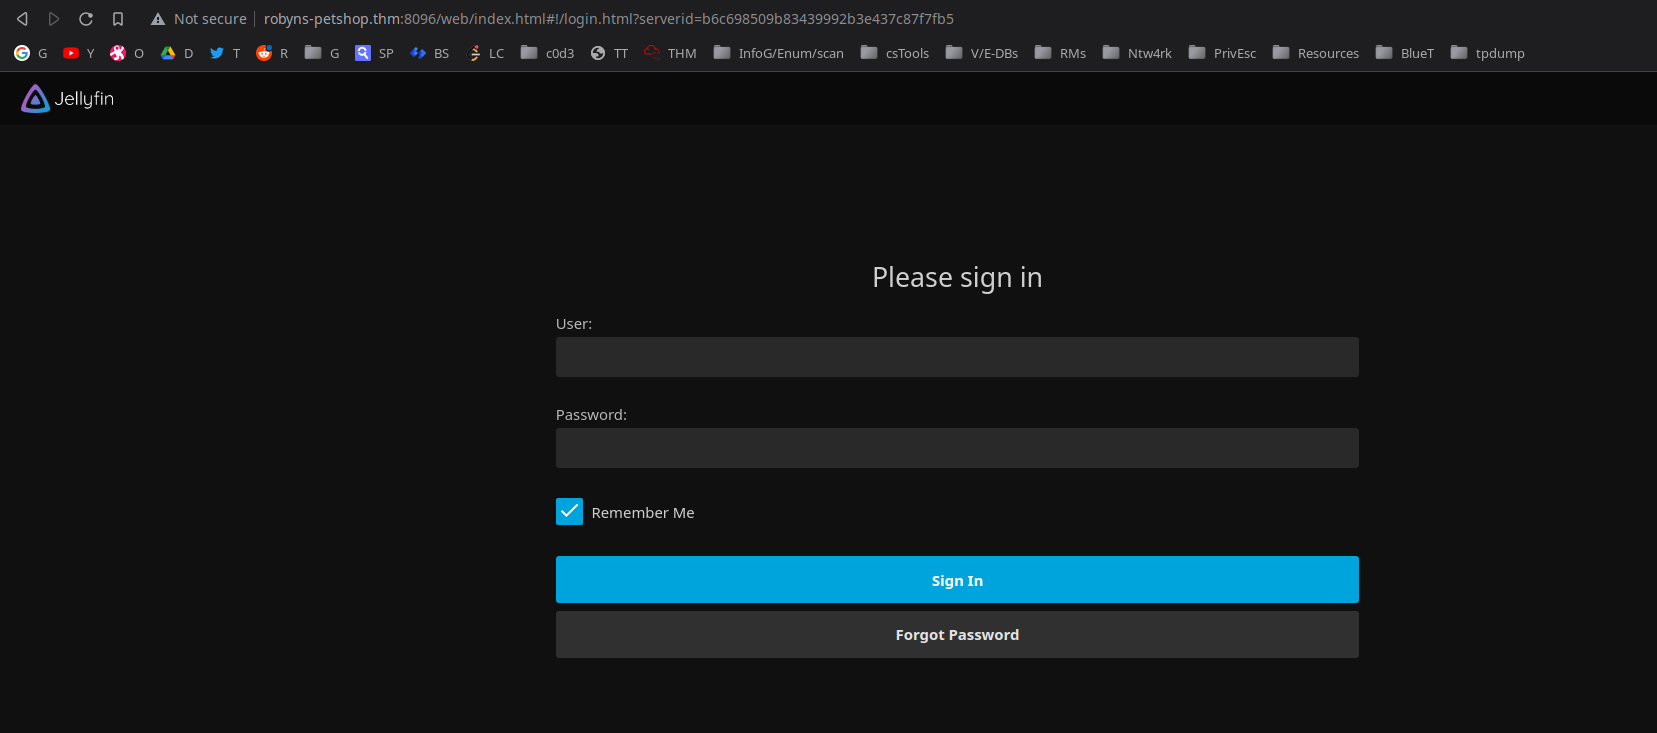 Not secure robyns-petshop.thm:8096/web/index.html#!/login.html?serverid=b6c698509b83439992b3e437c87f7fb5
G Y O D T R G SP BS LC c0d3 TT THM InfoG/Enum/scan csTools V/E-DBs RMs Ntw4rk PrivEsc Resources BlueT tpdump
Jellyfin
Please sign in
User:
Password:
Remember Me
Sign In
Forgot Password